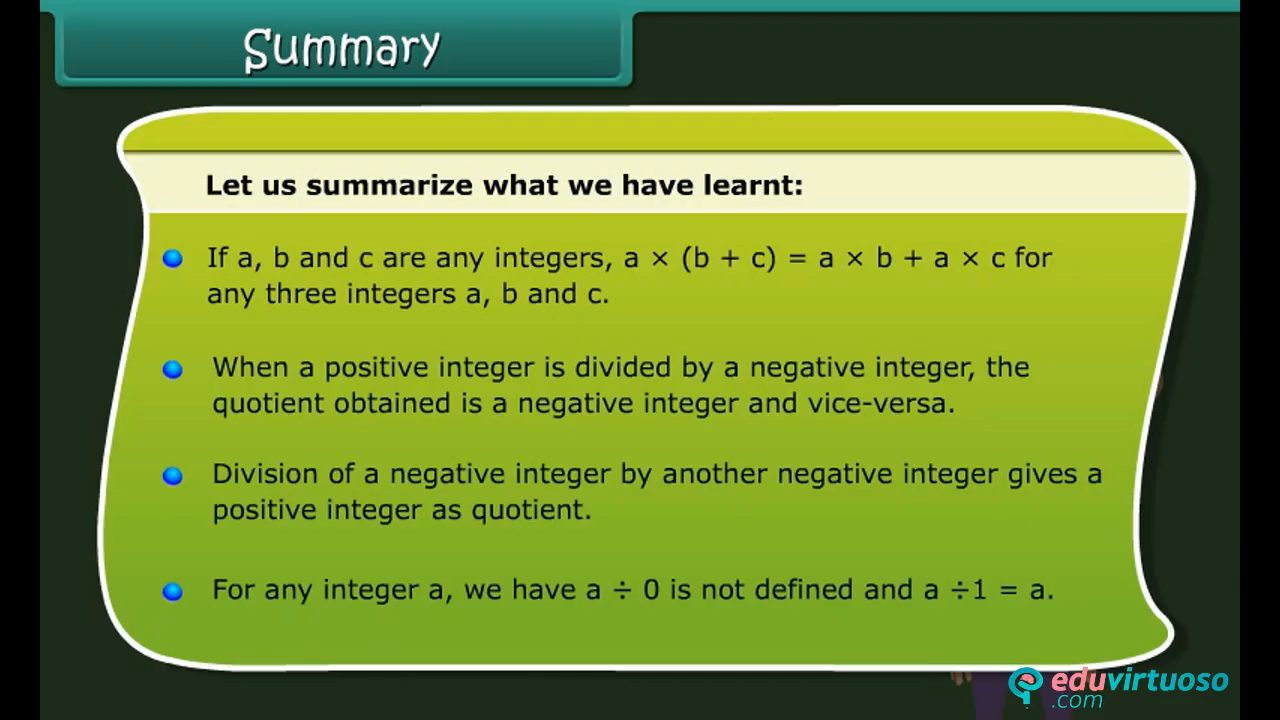 Summary
Let us summarize what we have learnt:
If a, b and c are any integers, a × (b + c) = a × b + a × c for
any three integers a, b and c.
When a positive integer is divided by a negative integer, the
quotient obtained is a negative integer and vice-versa.
Division of a negative integer by another negative integer gives a
positive integer as quotient.
For any integer a, we have a ÷ 0 is not defined and a ÷1 = a.
eduvirtuoso
.com